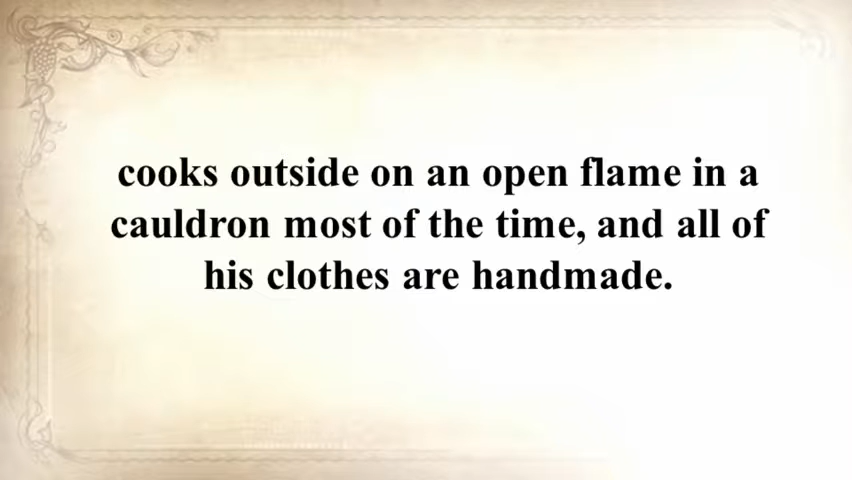 cooks outside on an open flame in a
cauldron most of the time, and all of
his clothes are handmade.